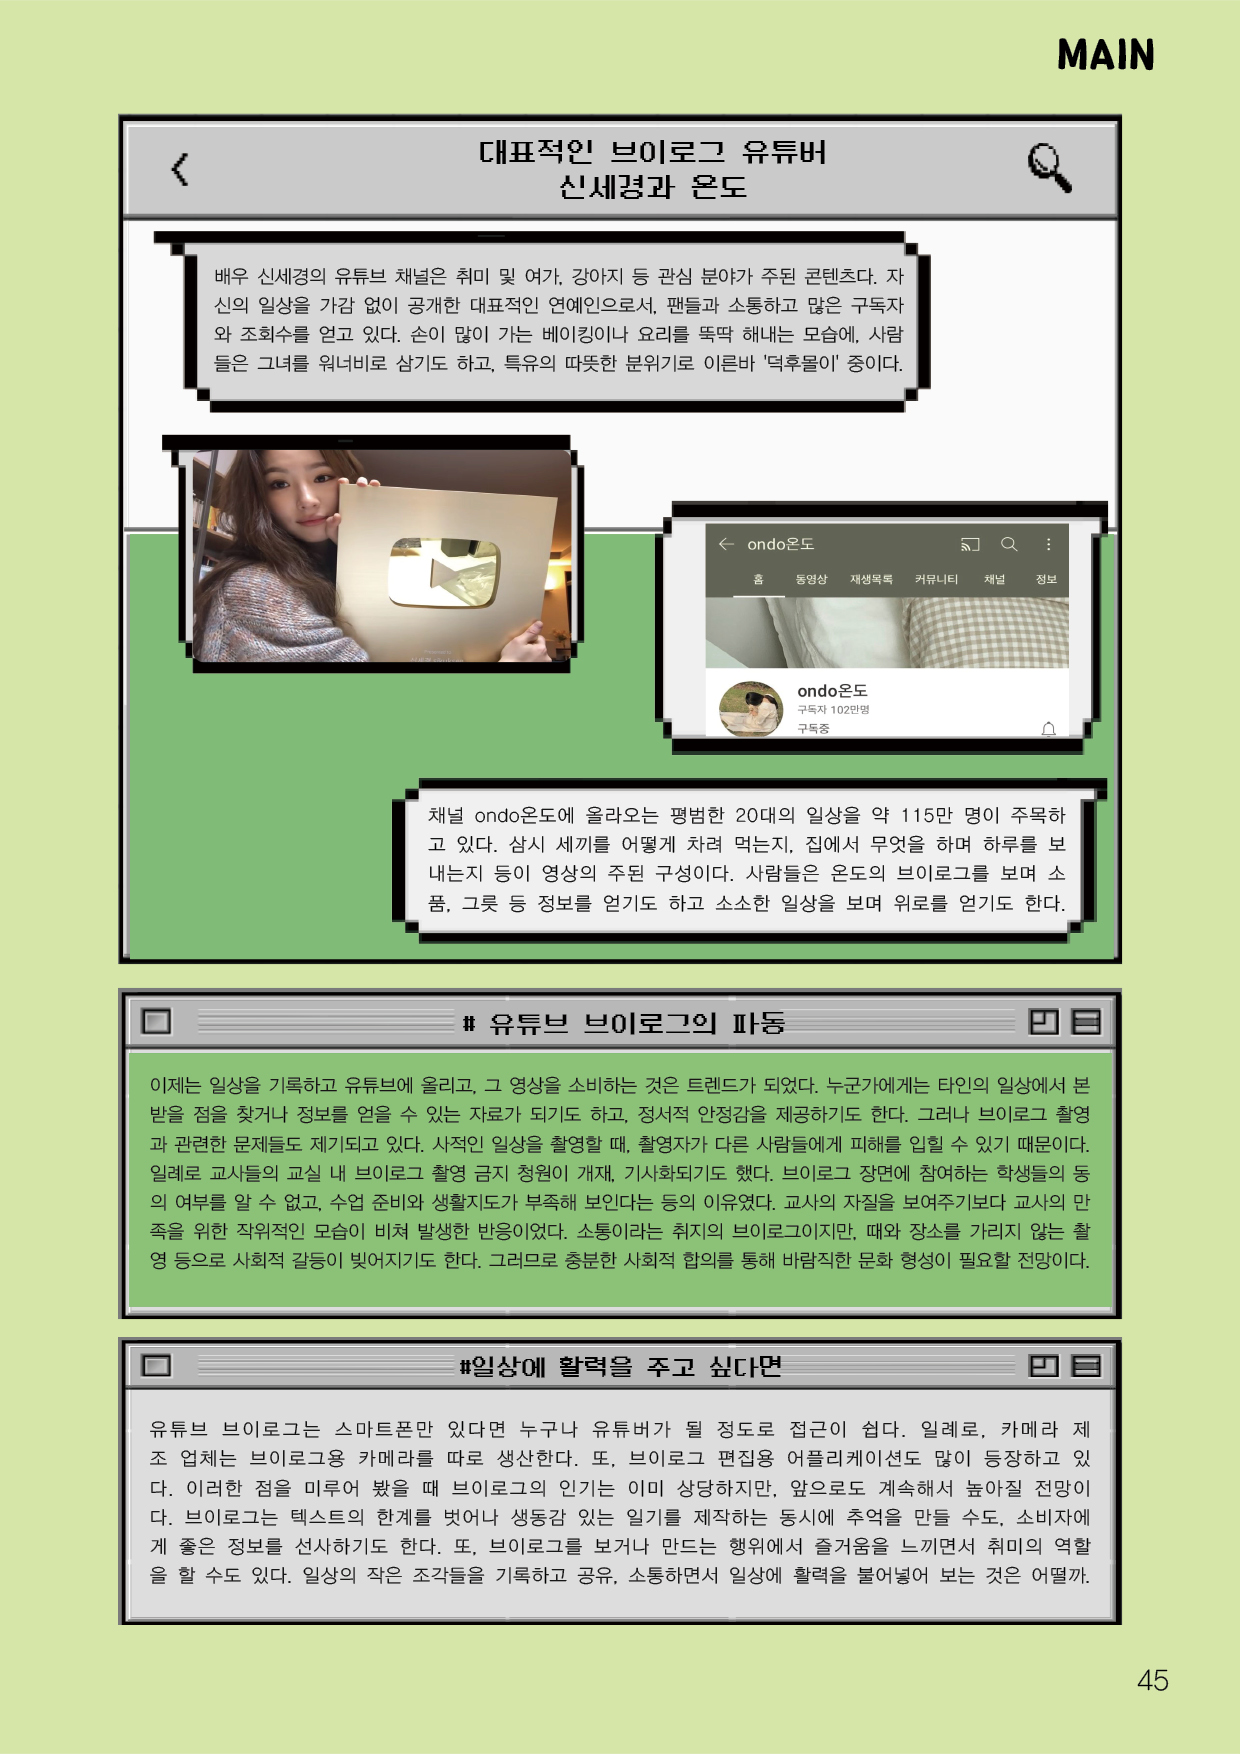 MAIN
대표적인 브이로그 유튜버
신세경과 온도
배우 신세경의 유튜브 채널은 취미 및 여가, 강아지 등 관심 분야가 주된 콘텐츠다. 자
신의 일상을 가감 없이 공개한 대표적인 연예인으로서, 팬들과 소통하고 많은 구독자
와 조회수를 얻고 있다. 손이 많이 가는 베이킹이나 요리를 뚝딱 해내는 모습에, 사람
들은 그녀를 워너비로 삼기도 하고, 특유의 따뜻한 분위기로 이른바 '덕후몰이' 중이다.
ondo온도
홈 동영상 재생목록 커뮤니티 채널 정보
ondo온도
구독자 102만명
구독중
채널 ondo온도에 올라오는 평범한 20대의 일상을 약 115만 명이 주목하
고 있다. 삼시 세끼를 어떻게 차려 먹는지, 집에서 무엇을 하며 하루를 보
내는지 등이 영상의 주된 구성이다. 사람들은 온도의 브이로그를 보며 소
품, 그릇 등 정보를 얻기도 하고 소소한 일상을 보며 위로를 얻기도 한다.
# 유튜브 브이로그의 파동
이제는 일상을 기록하고 유튜브에 올리고, 그 영상을 소비하는 것은 트렌드가 되었다. 누군가에게는 타인의 일상에서 본
받을 점을 찾거나 정보를 얻을 수 있는 자료가 되기도 하고, 정서적 안정감을 제공하기도 한다. 그러나 브이로그 촬영
과 관련한 문제들도 제기되고 있다. 사적인 일상을 촬영할 때, 촬영자가 다른 사람들에게 피해를 입힐 수 있기 때문이다.
일례로 교사들의 교실 내 브이로그 촬영 금지 청원이 개재, 기사화되기도 했다. 브이로그 장면에 참여하는 학생들의 동
의 여부를 알 수 없고, 수업 준비와 생활지도가 부족해 보인다는 등의 이유였다. 교사의 자질을 보여주기보다 교사의 만
족을 위한 작위적인 모습이 비쳐 발생한 반응이었다. 소통이라는 취지의 브이로그이지만, 때와 장소를 가리지 않는 촬
영 등으로 사회적 갈등이 빚어지기도 한다. 그러므로 충분한 사회적 합의를 통해 바람직한 문화 형성이 필요할 전망이다.
#일상에 활력을 주고 싶다면
유튜브 브이로그는 스마트폰만 있다면 누구나 유튜버가 될 정도로 접근이 쉽다. 일례로, 카메라 제
조 업체는 브이로그용 카메라를 따로 생산한다. 또, 브이로그 편집용 어플리케이션도 많이 등장하고 있
다. 이러한 점을 미루어 봤을 때 브이로그의 인기는 이미 상당하지만, 앞으로도 계속해서 높아질 전망이
다. 브이로그는 텍스트의 한계를 벗어나 생동감 있는 일기를 제작하는 동시에 추억을 만들 수도, 소비자에
게 좋은 정보를 선사하기도 한다. 또, 브이로그를 보거나 만드는 행위에서 즐거움을 느끼면서 취미의 역할
을 할 수도 있다. 일상의 작은 조각들을 기록하고 공유, 소통하면서 일상에 활력을 불어넣어 보는 것은 어떨까.
45